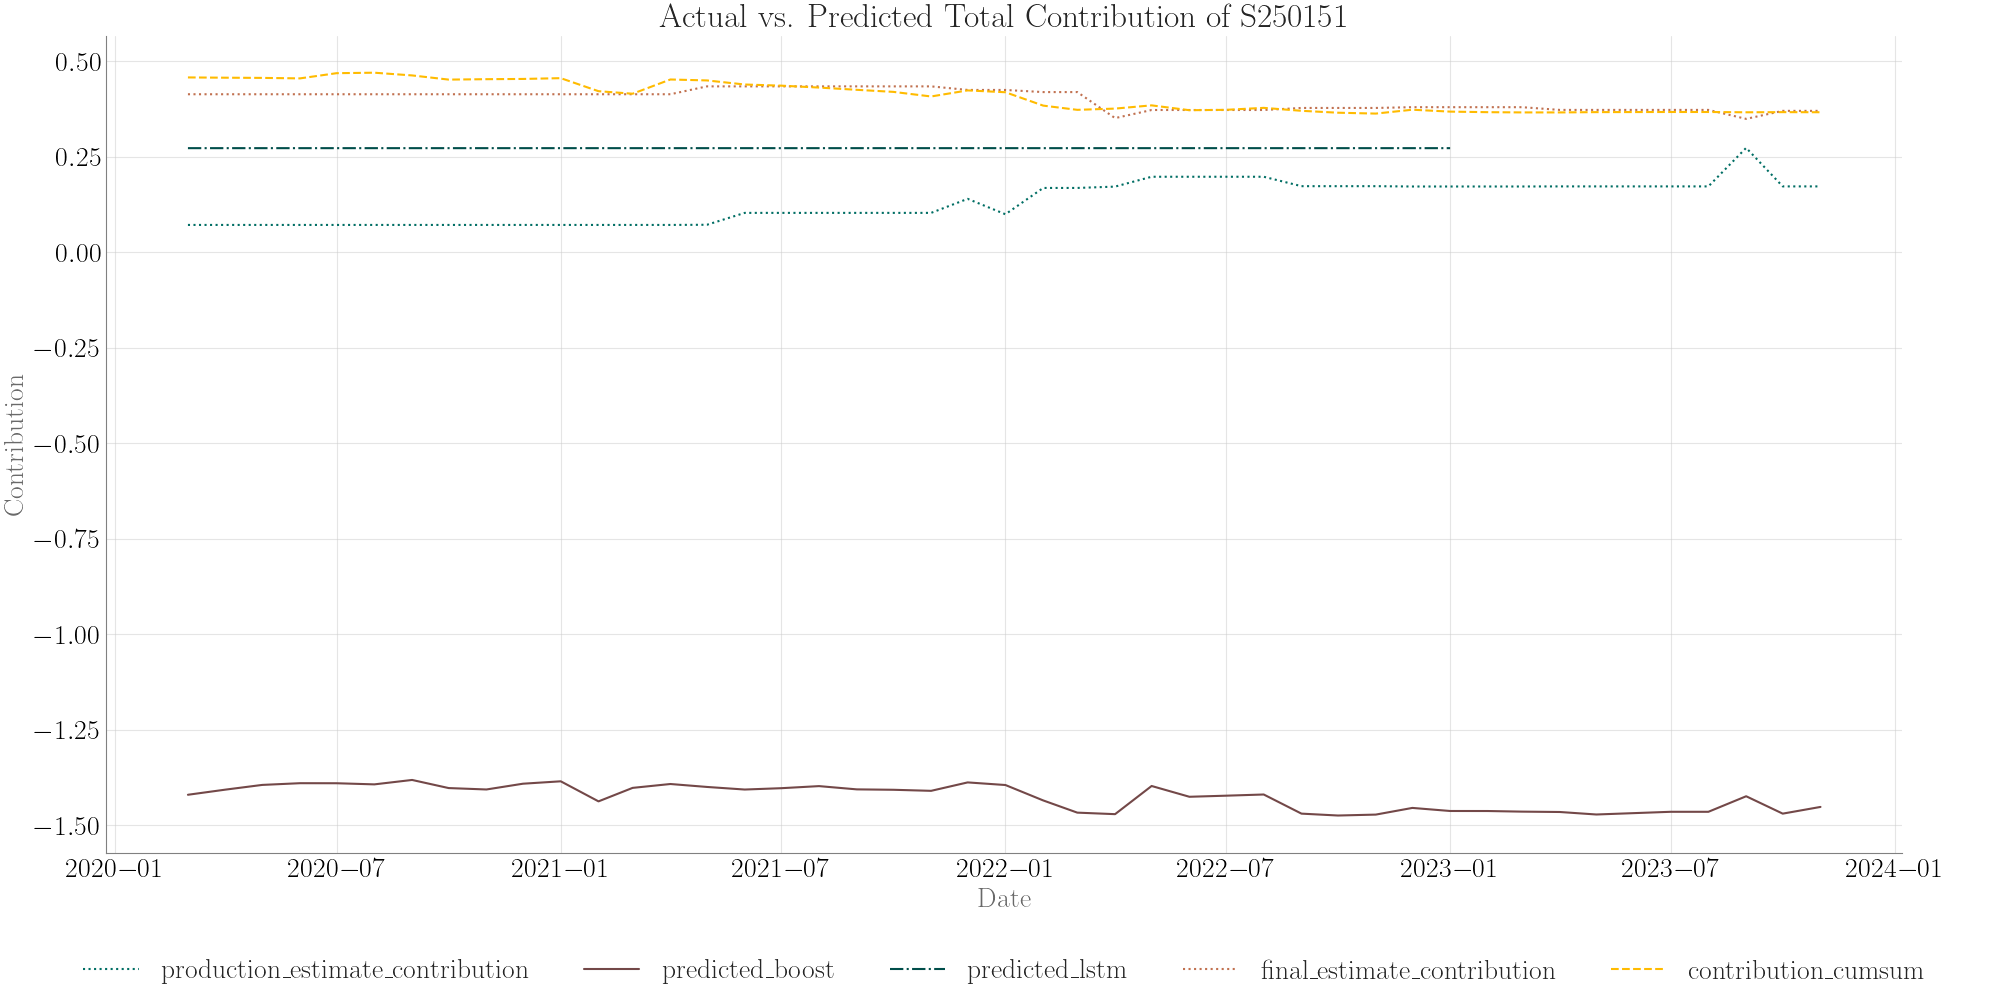 Actual vs. Predicted Total Contribution of S250151
0.50
0.25
0.00
−0.25
−0.50
−0.75
−1.00
−1.25
−1.50
Contribution
2020−01 2020−07 2021−01 2021−07 2022−01 2022−07 2023−01 2023−07 2024−01
Date
production_estimate_contribution predicted_boost predicted_lstm final_estimate_contribution contribution_cumsum